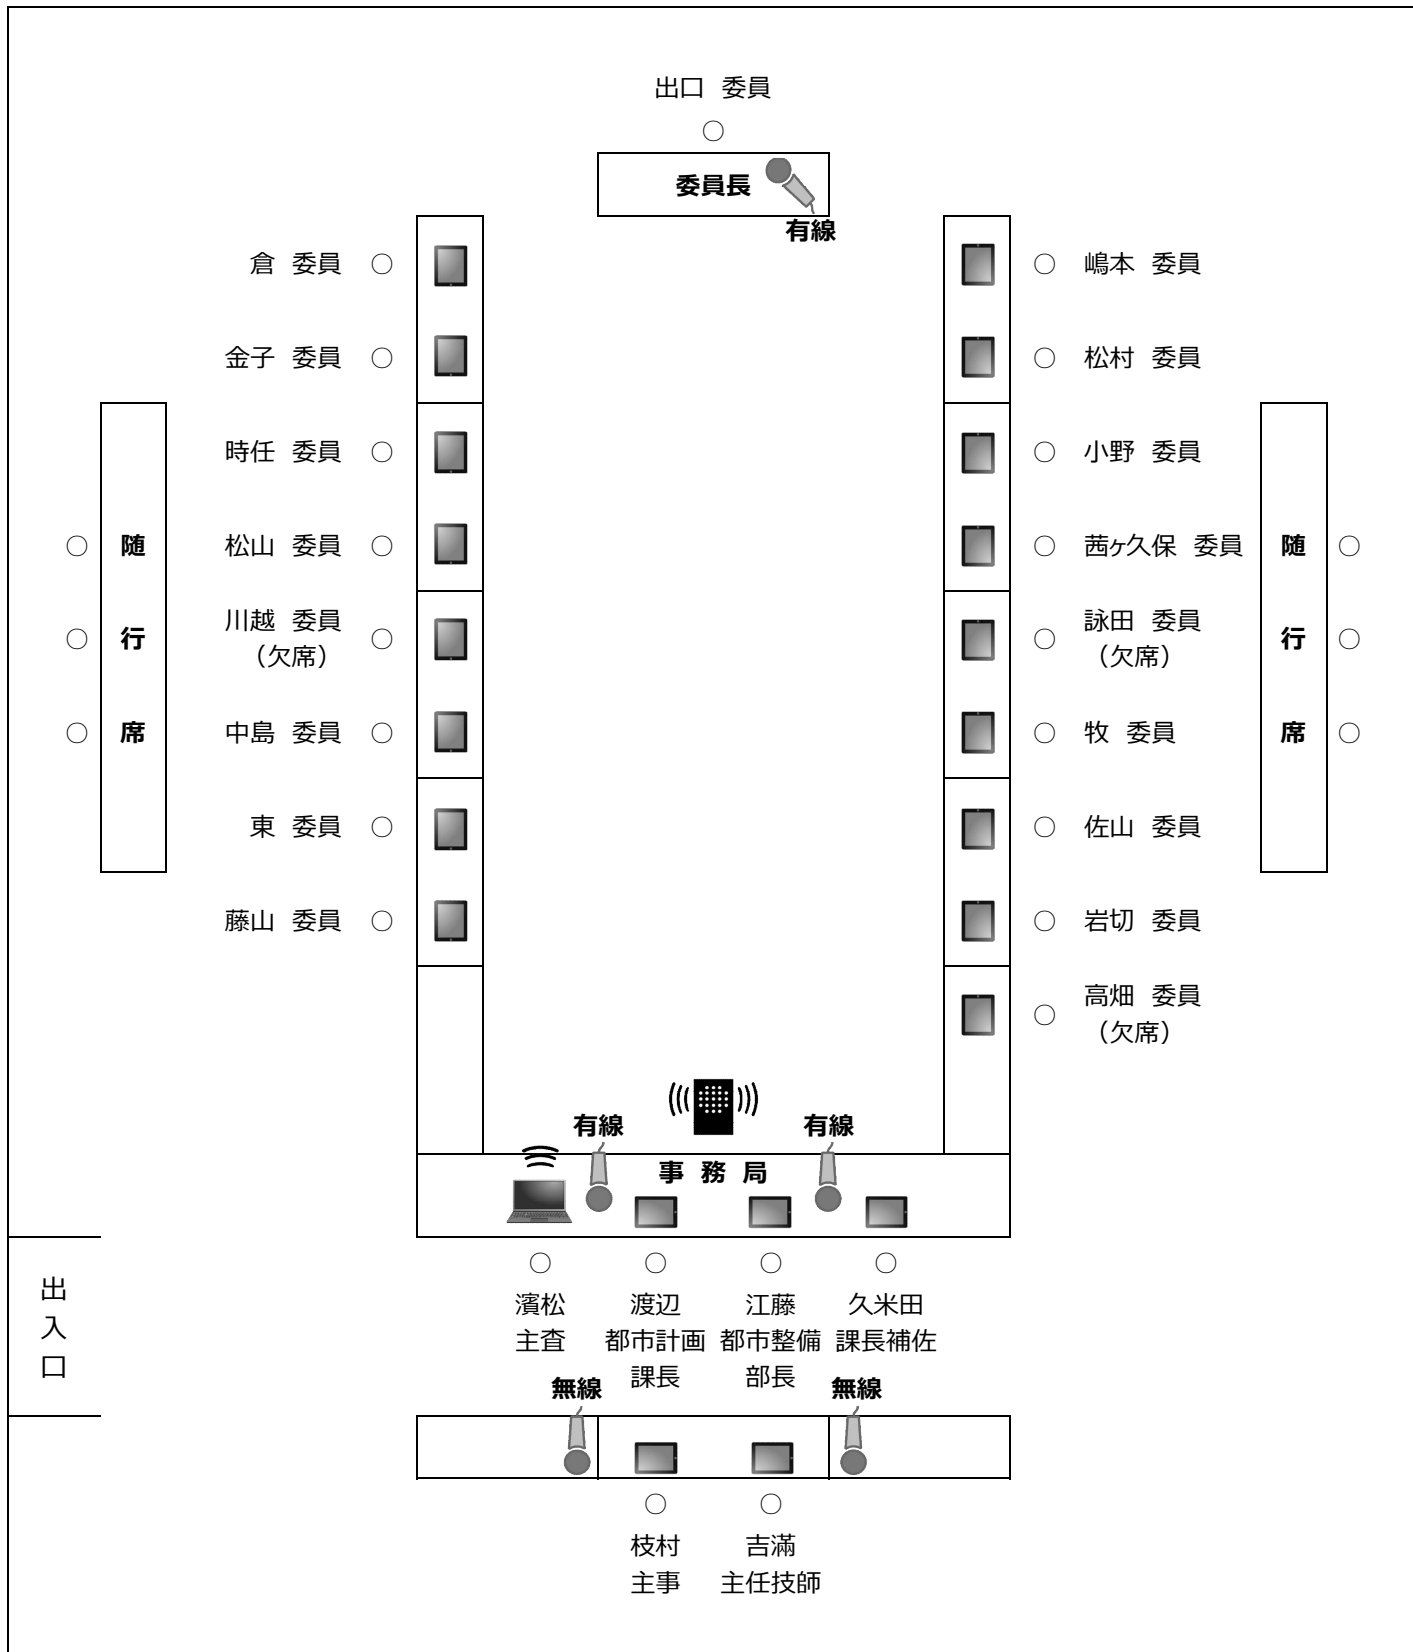 出口 委員
委員長
有線
倉 委員
嶋本 委員
金子 委員
松村 委員
時任 委員
小野 委員
松山 委員
茜ヶ久保 委員
川越 委員
（欠席）
詠田 委員
（欠席）
中島 委員
牧 委員
東 委員
佐山 委員
藤山 委員
岩切 委員
高畑 委員
（欠席）
随
行
席
随
行
席
有線
有線
事 務 局
濱松
主査
渡辺
都市計画
課長
江藤
都市整備
部長
久米田
課長補佐
出
入
口
無線
無線
枝村
主事
吉滿
主任技師